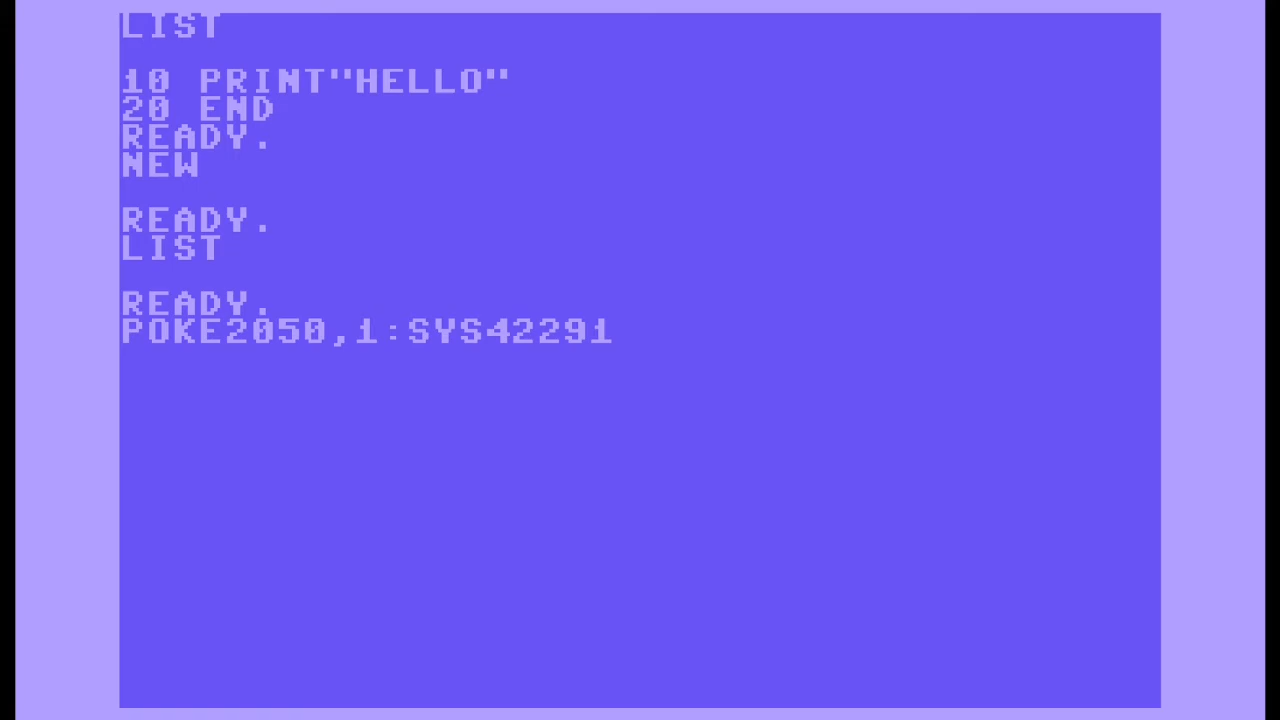 LIST
10 PRINT"HELLO"
20 END
READY.
NEW
READY.
LIST
READY.
POKE2050,1:SYS42291